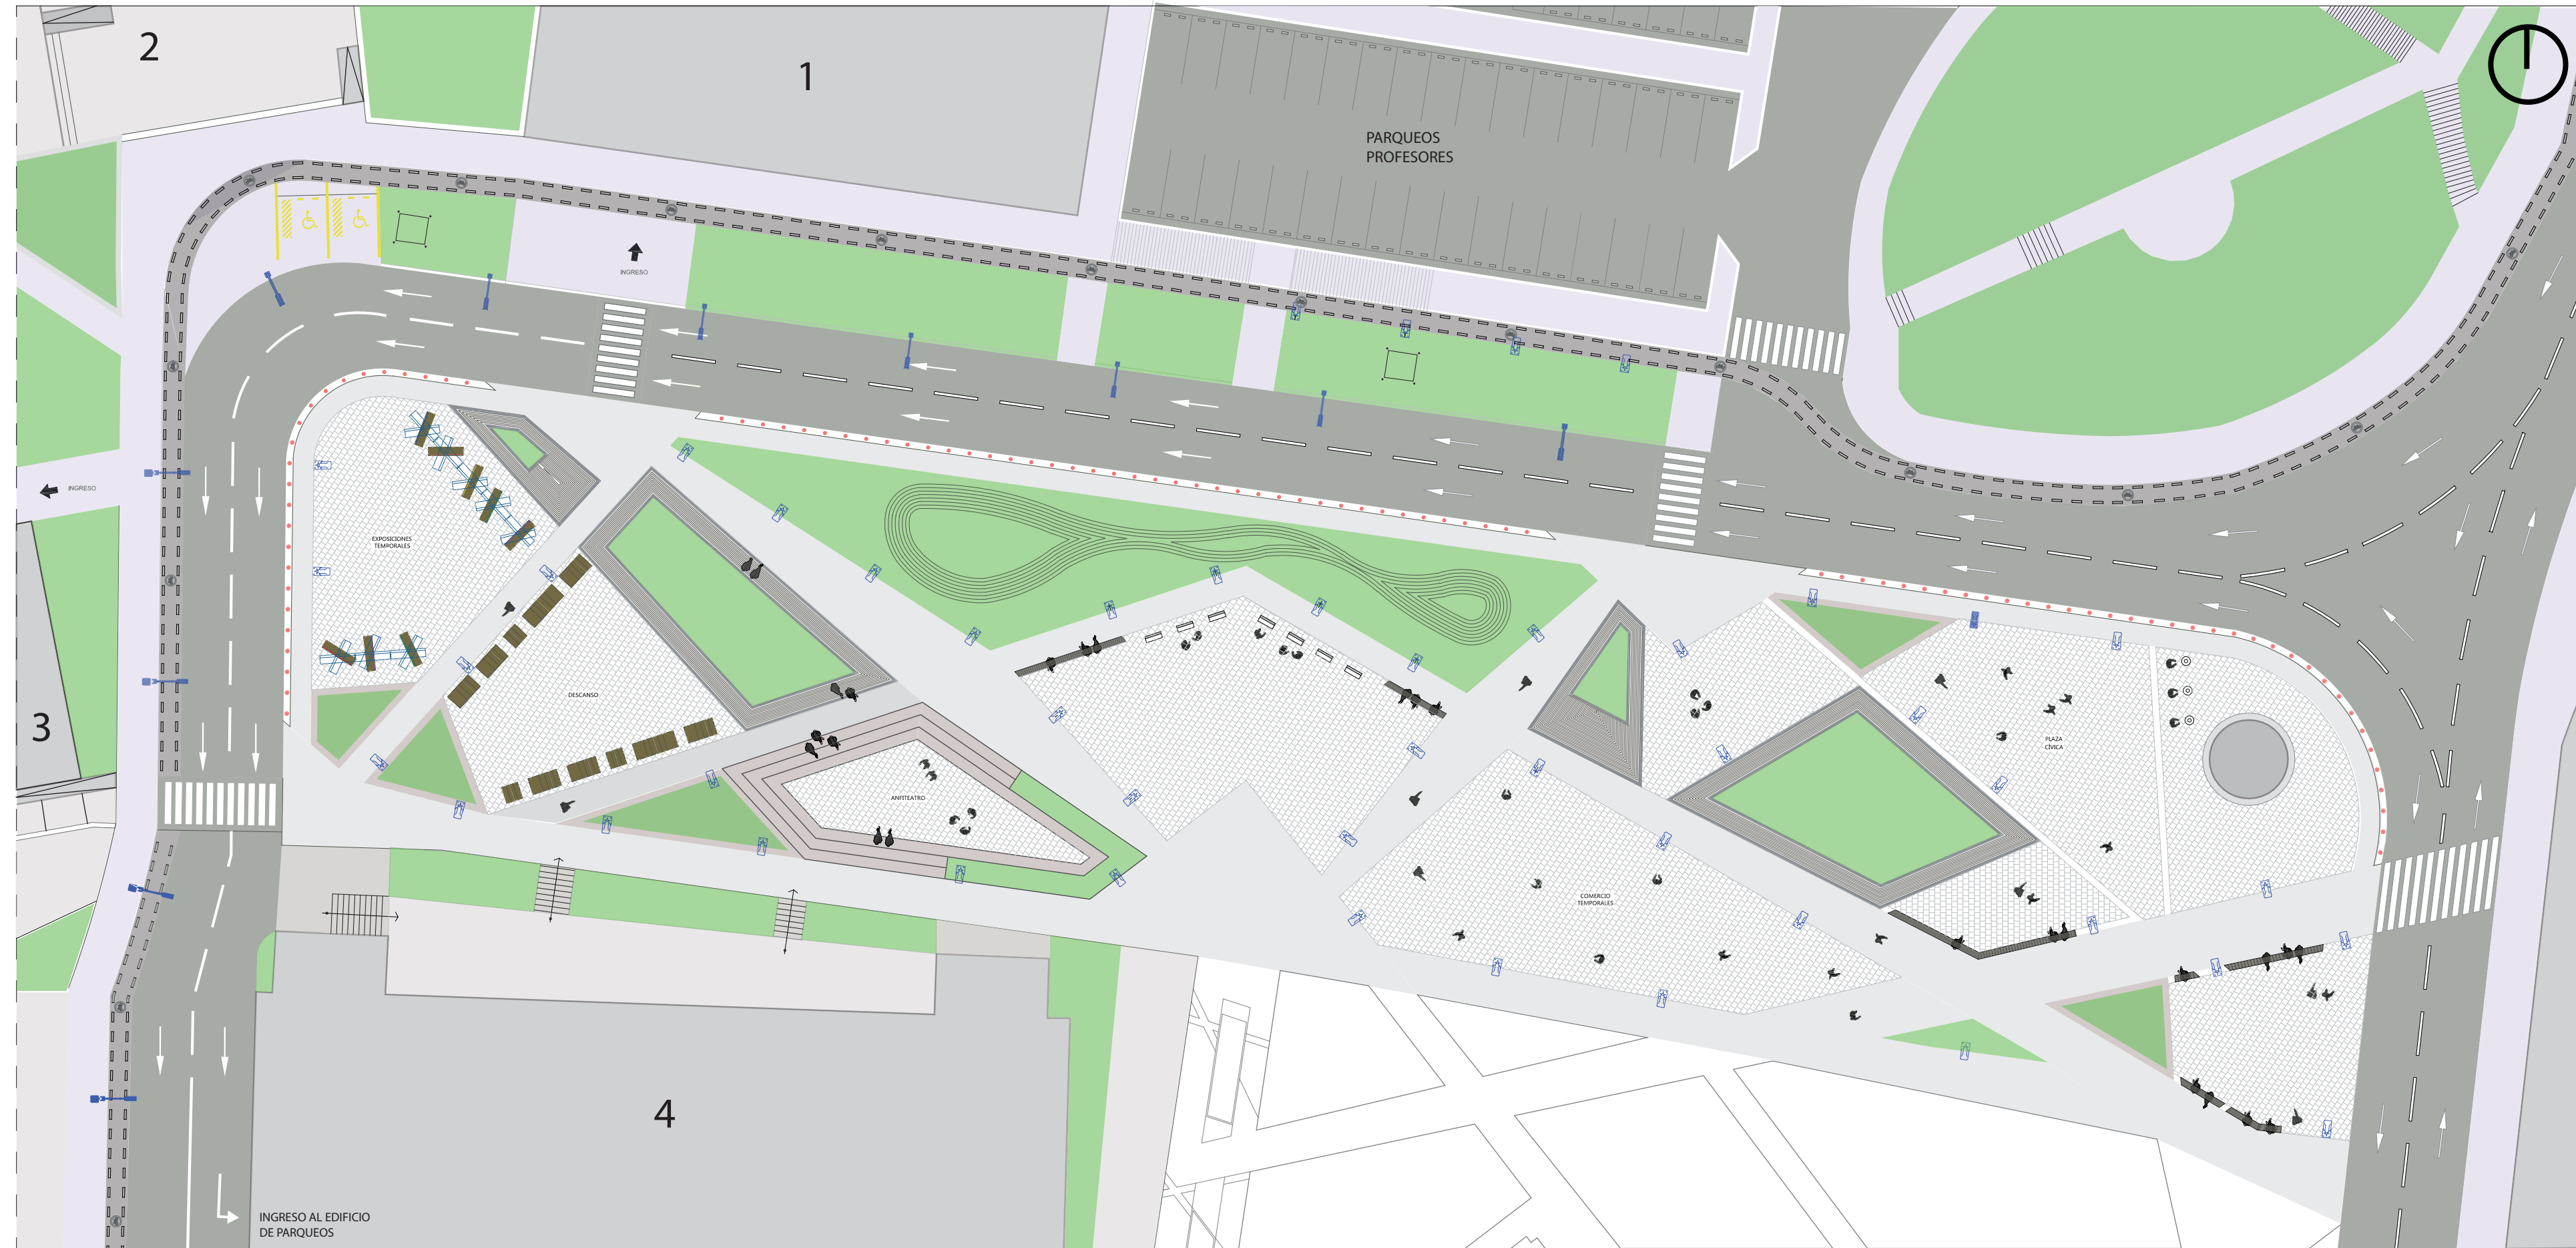 2
1
PARQUEOS
PROFESORES
INGRESO
INGRESO
EXPOSICIONES
TEMPORALES
DESCANSO
3
PLAZA
CÍVICA
ANFITEATRO
COMERCIO
TEMPORALES
4
INGRESO AL EDIFICIO
DE PARQUEOS